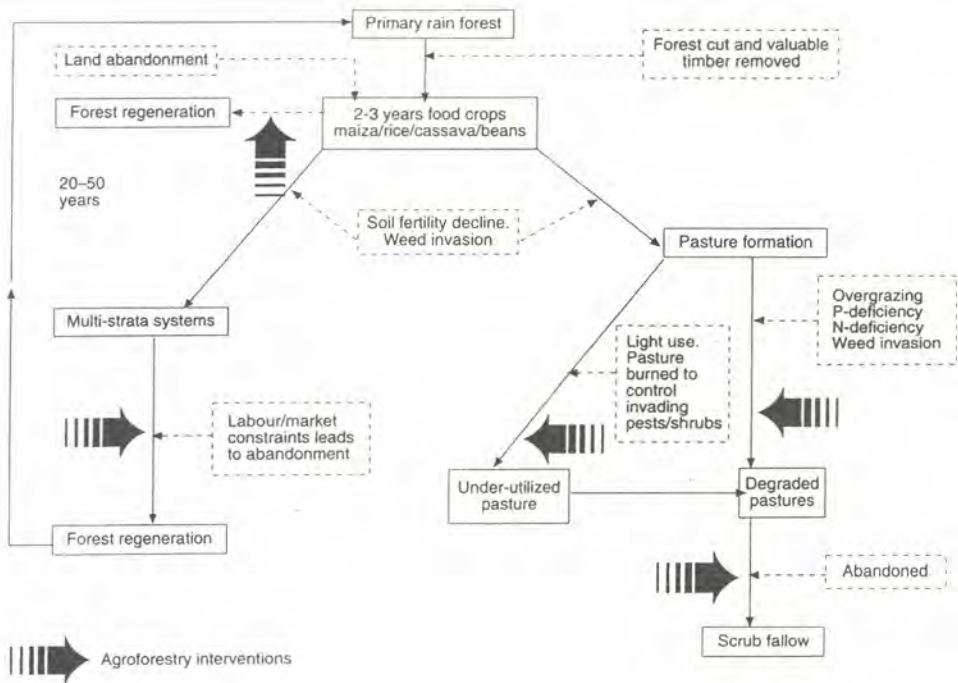 Primary rain forest
Land abandonment
Forest cut and valuable
timber removed
Forest regeneration
2-3 years food crops
maiza/rice/cassava/beans
20–50
years
Soil fertility decline.
Weed invasion
Pasture formation
Multi-strata systems
Overgrazing
P-deficiency
N-deficiency
Weed invasion
Light use.
Pasture
burned to
control
invading
pests/shrubs
Labour/market
constraints leads
to abandonment
Under-utilized
pasture
Degraded
pastures
Forest regeneration
Abandoned
Scrub fallow
Agroforestry interventions